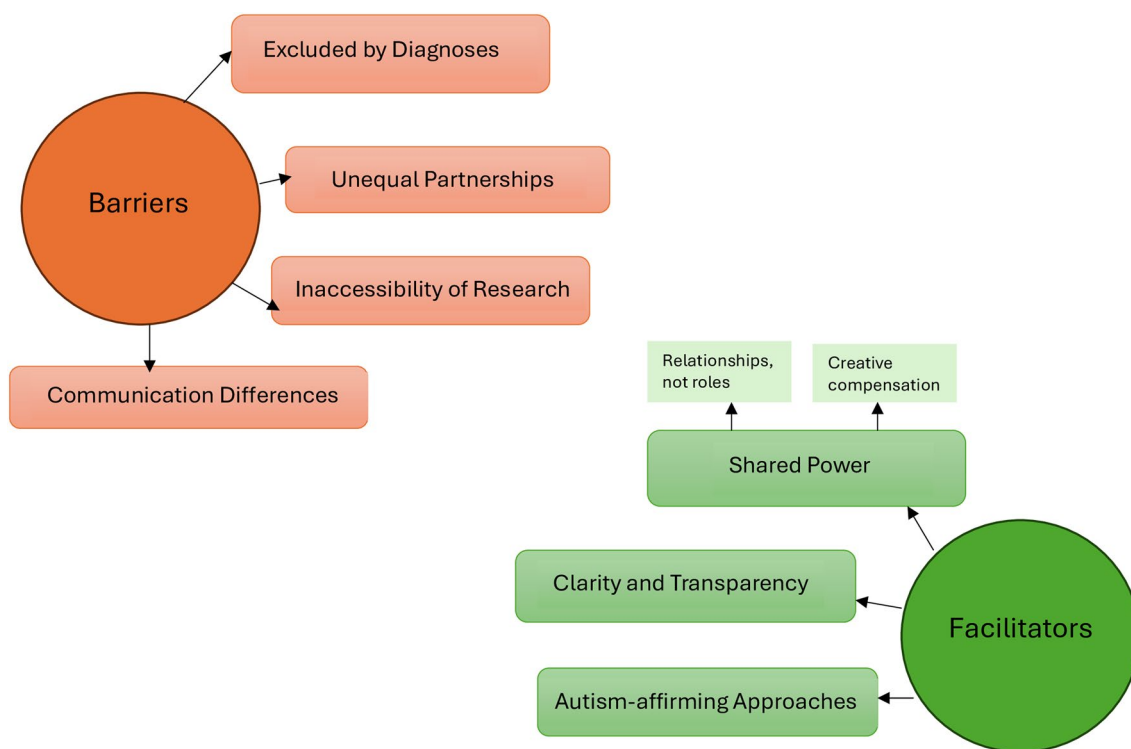 Excluded by Diagnoses
Unequal Partnerships
Barriers
Inaccessibility of Research
Communication Differences
Relationships,
not roles
Creative
compensation
Shared Power
Clarity and Transparency
Facilitators
Autism-affirming Approaches